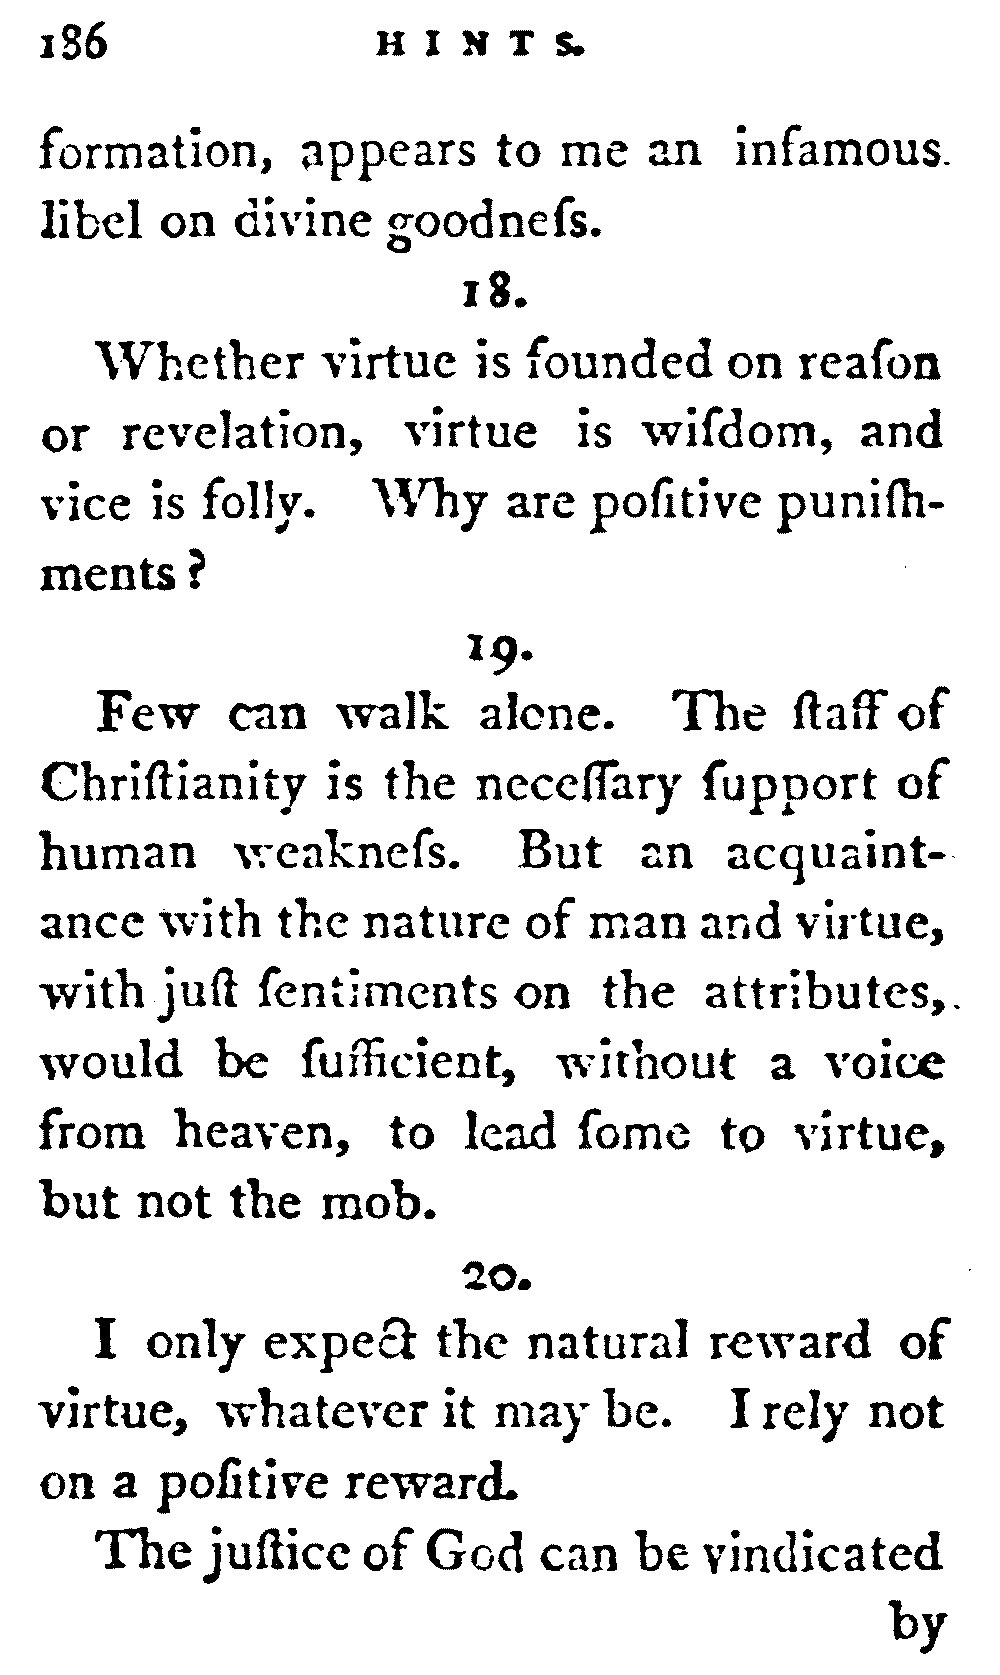 186 HINTS.
formation, appears to me an infamous.
libel on divine goodneſs.
18.
Whether virtue is founded on reaſon
or revelation, virtue is wiſdom, and
vice is folly. Why are poſitive puniſh-
ments?
19.
Few can walk alone. The ſtaff of
Chriſtianity is the neceſſary ſupport of
human weakneſs. But an acquaint-
ance with the nature of man and virtue,
with juſt ſentiments on the attributes,.
would be ſufficient, without a voice
from heaven, to lead ſome to virtue,
but not the mob.
20.
I only expect the natural reward of
virtue, whatever it may be. I rely not
on a poſitive reward.
The juſtice of God can be vindicated
by